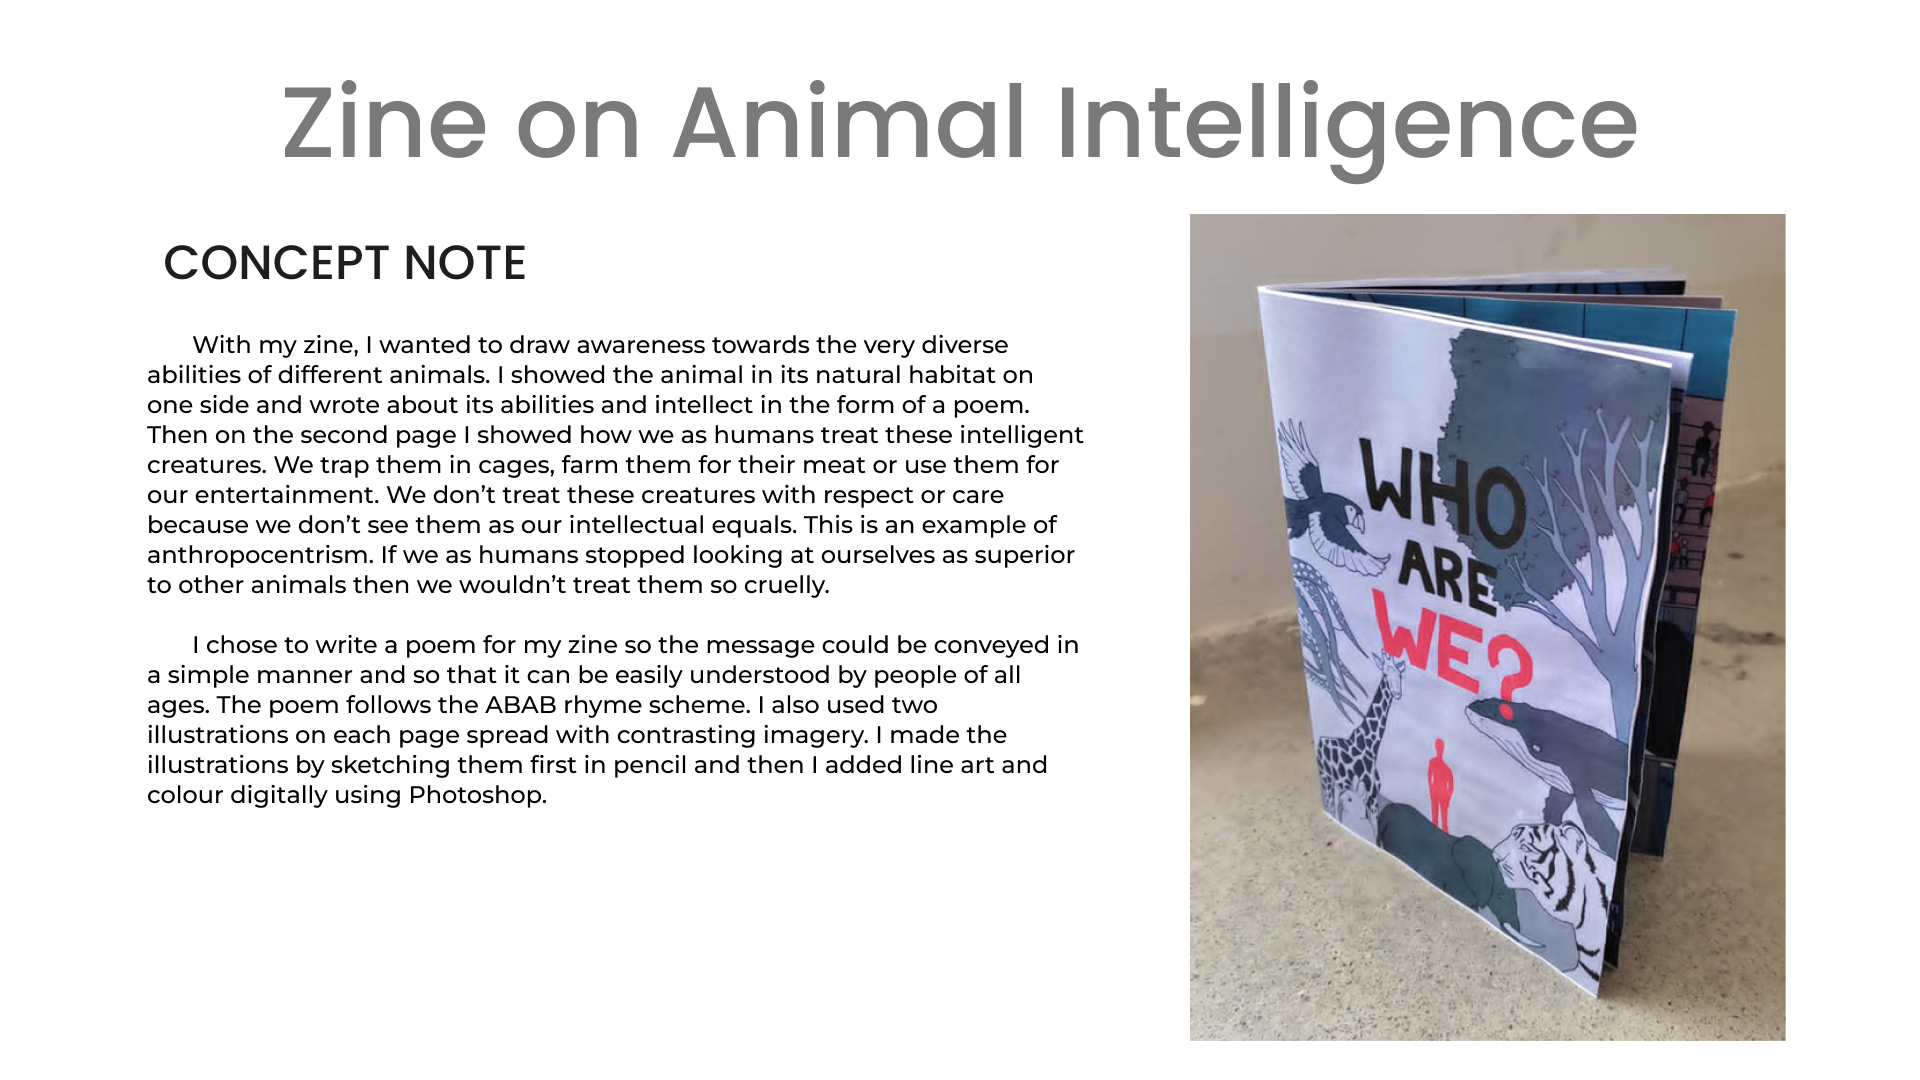 Zine on Animal Intelligence
CONCEPT NOTE
With my zine, I wanted to draw awareness towards the very diverse
abilities of different animals. I showed the animal in its natural habitat on
one side and wrote about its abilities and intellect in the form of a poem.
Then on the second page I showed how we as humans treat these intelligent
creatures. We trap them in cages, farm them for their meat or use them for
our entertainment. We don’t treat these creatures with respect or care
because we don’t see them as our intellectual equals. This is an example of
anthropocentrism. If we as humans stopped looking at ourselves as superior
to other animals then we wouldn’t treat them so cruelly.
I chose to write a poem for my zine so the message could be conveyed in
a simple manner and so that it can be easily understood by people of all
ages. The poem follows the ABAB rhyme scheme. I also used two
illustrations on each page spread with contrasting imagery. I made the
illustrations by sketching them first in pencil and then I added line art and
colour digitally using Photoshop.
WHO
ARE
WE?